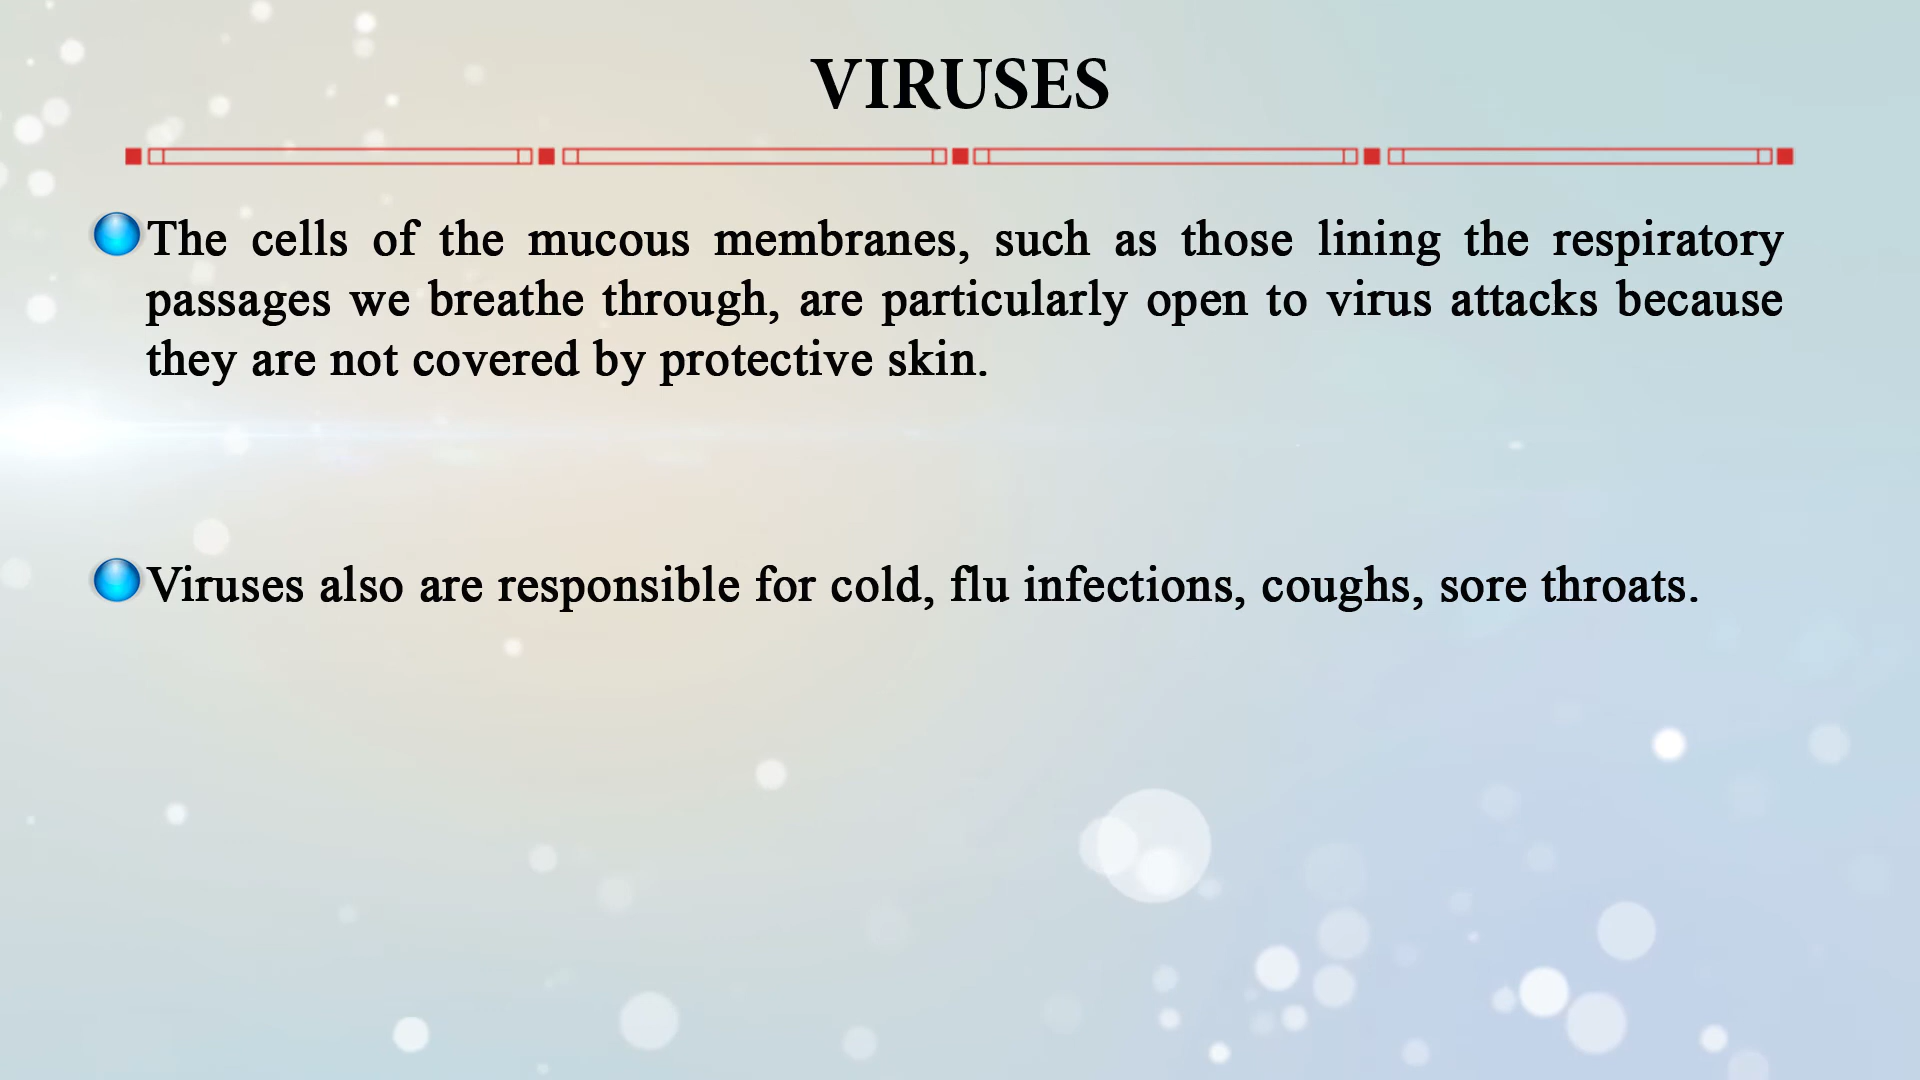 VIRUSES
The cells of the mucous membranes, such as those lining the respiratory
passages we breathe through, are particularly open to virus attacks because
they are not covered by protective skin.
Viruses also are responsible for cold, flu infections, coughs, sore throats.